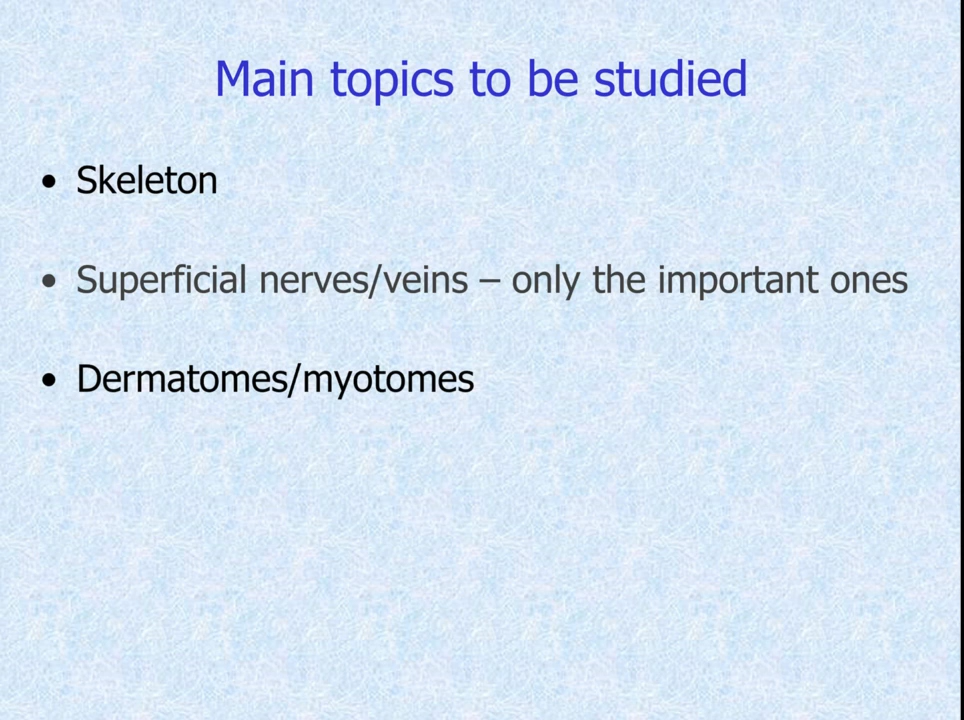 Main topics to be studied
• Skeleton
• Superficial nerves/veins – only the important ones
• Dermatomes/myotomes